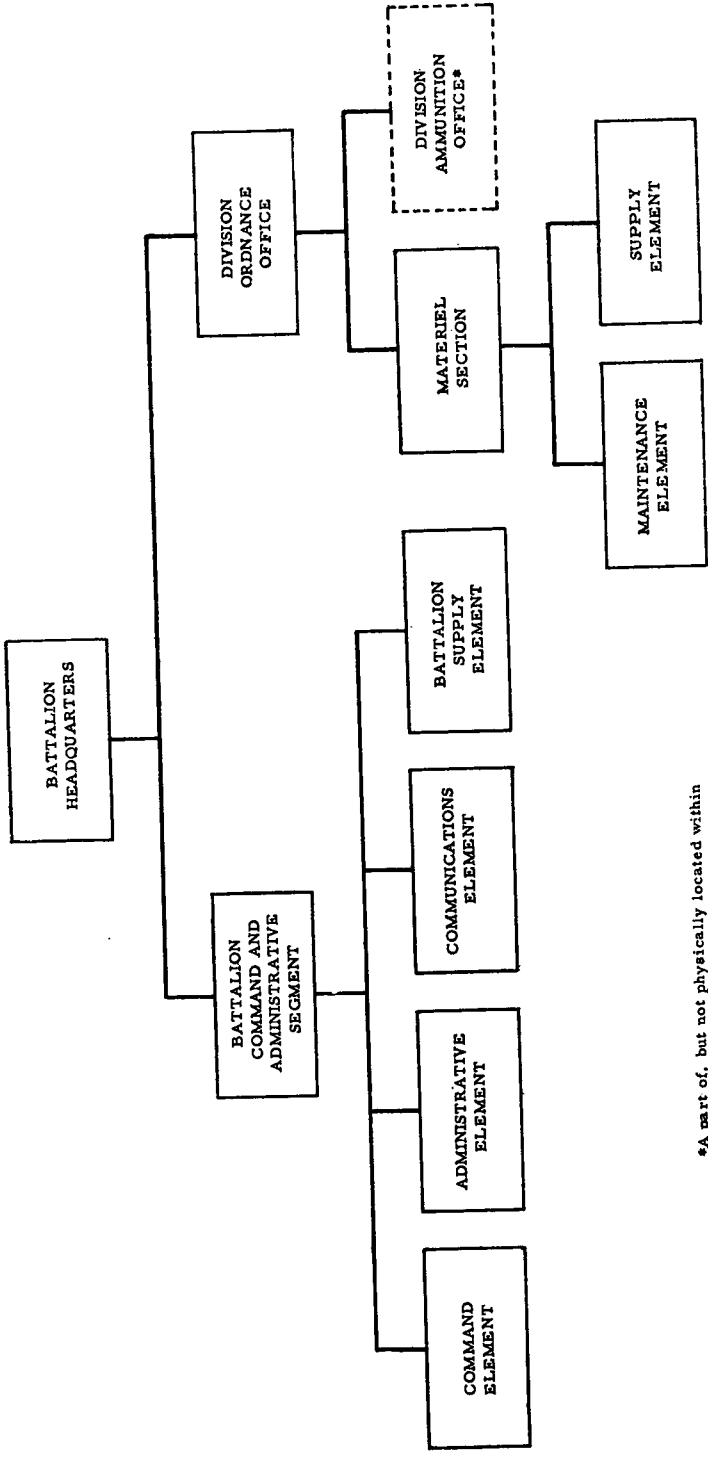 BATTALION
HEADQUARTERS
BATTALION
COMMAND AND
ADMINISTRATIVE
SEGMENT
DIVISION
ORDNANCE
OFFICE
COMMAND
ELEMENT
ADMINISTRATIVE
ELEMENT
COMMUNICATIONS
ELEMENT
BATTALION
SUPPLY
ELEMENT
MATERIEL
SECTION
DIVISION
AMMUNITION
OFFICE*
MAINTENANCE
ELEMENT
SUPPLY
ELEMENT
*A part of, but not physically located within